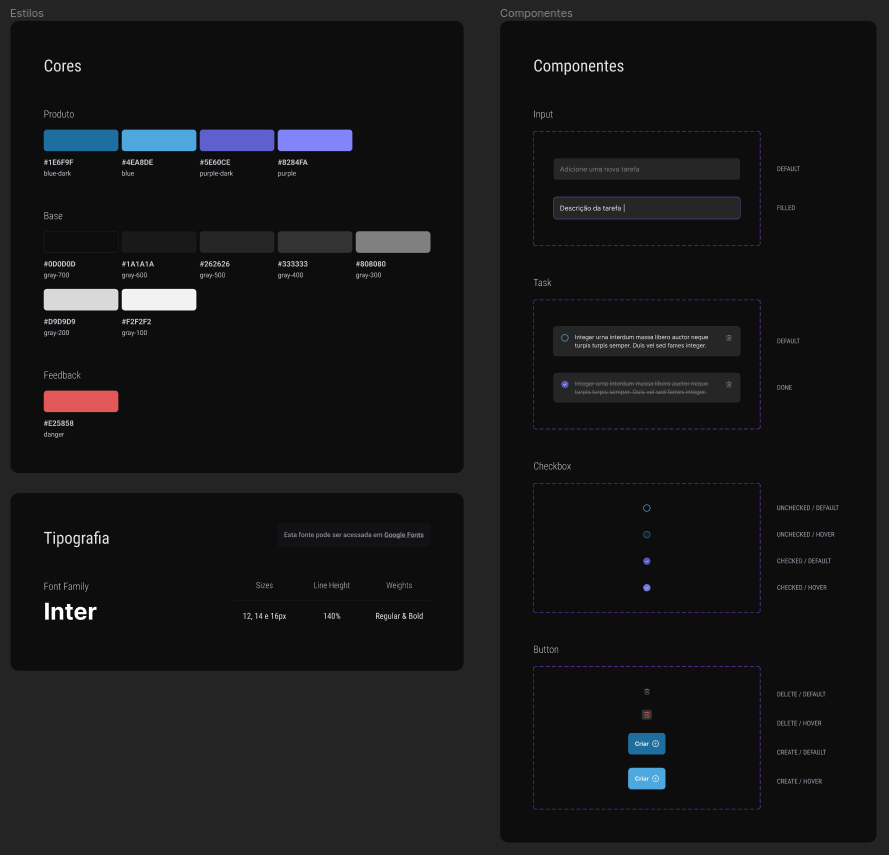 Estilos
Cores
Produto
#1E6F9F
blue-dark
#4EA8DE
blue
#5E60CE
purple-dark
#8284FA
purple
Base
#0D0D0D
gray-700
#1A1A1A
gray-600
#262626
gray-500
#333333
gray-400
#808080
gray-300
#D9D9D9
gray-200
#F2F2F2
gray-100
Feedback
#E25858
danger
Tipografia
Esta fonte pode ser acessada em Google Fonts
Font Family
Inter
Sizes
Line Height
Weights
12, 14 e 16px
140%
Regular & Bold
Componentes
Componentes
Input
Adicione uma nova tarefa
DEFAULT
Descrição da tarefa |
FILLED
Task
Integer urna interdum massa libero auctor neque
turpis turpis semper. Duis vel sed fames integer.
DEFAULT
Integer urna interdum massa libero auctor neque
turpis turpis semper. Duis vel sed fames integer.
DONE
Checkbox
UNCHECKED / DEFAULT
UNCHECKED / HOVER
CHECKED / DEFAULT
CHECKED / HOVER
Button
DELETE / DEFAULT
DELETE / HOVER
Criar
CREATE / DEFAULT
Criar
CREATE / HOVER